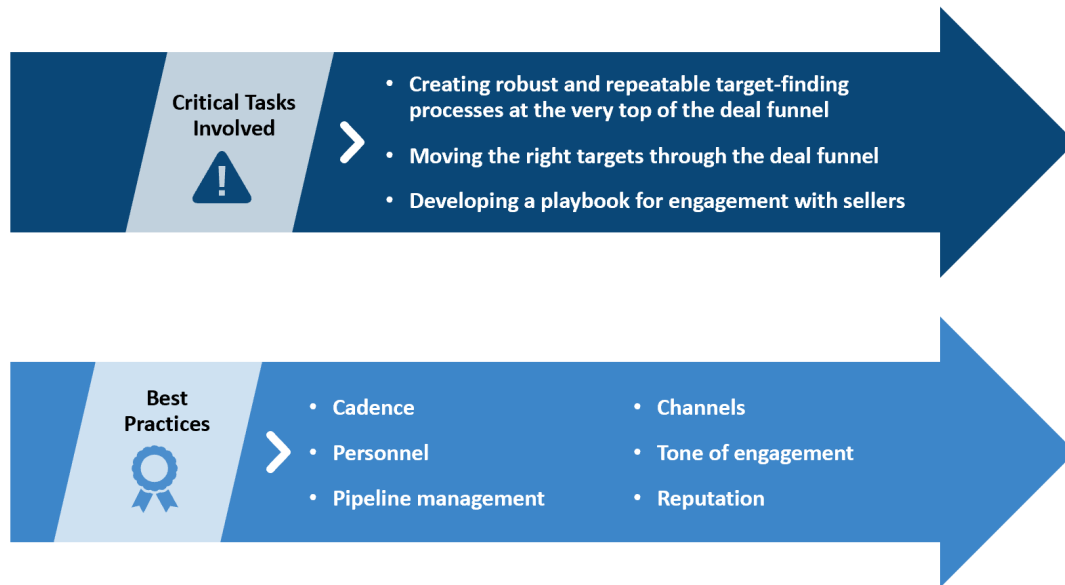 Critical Tasks
Involved
• Creating robust and repeatable target-finding
processes at the very top of the deal funnel
• Moving the right targets through the deal funnel
• Developing a playbook for engagement with sellers
Best
Practices
• Cadence
• Personnel
• Pipeline management
• Channels
• Tone of engagement
• Reputation